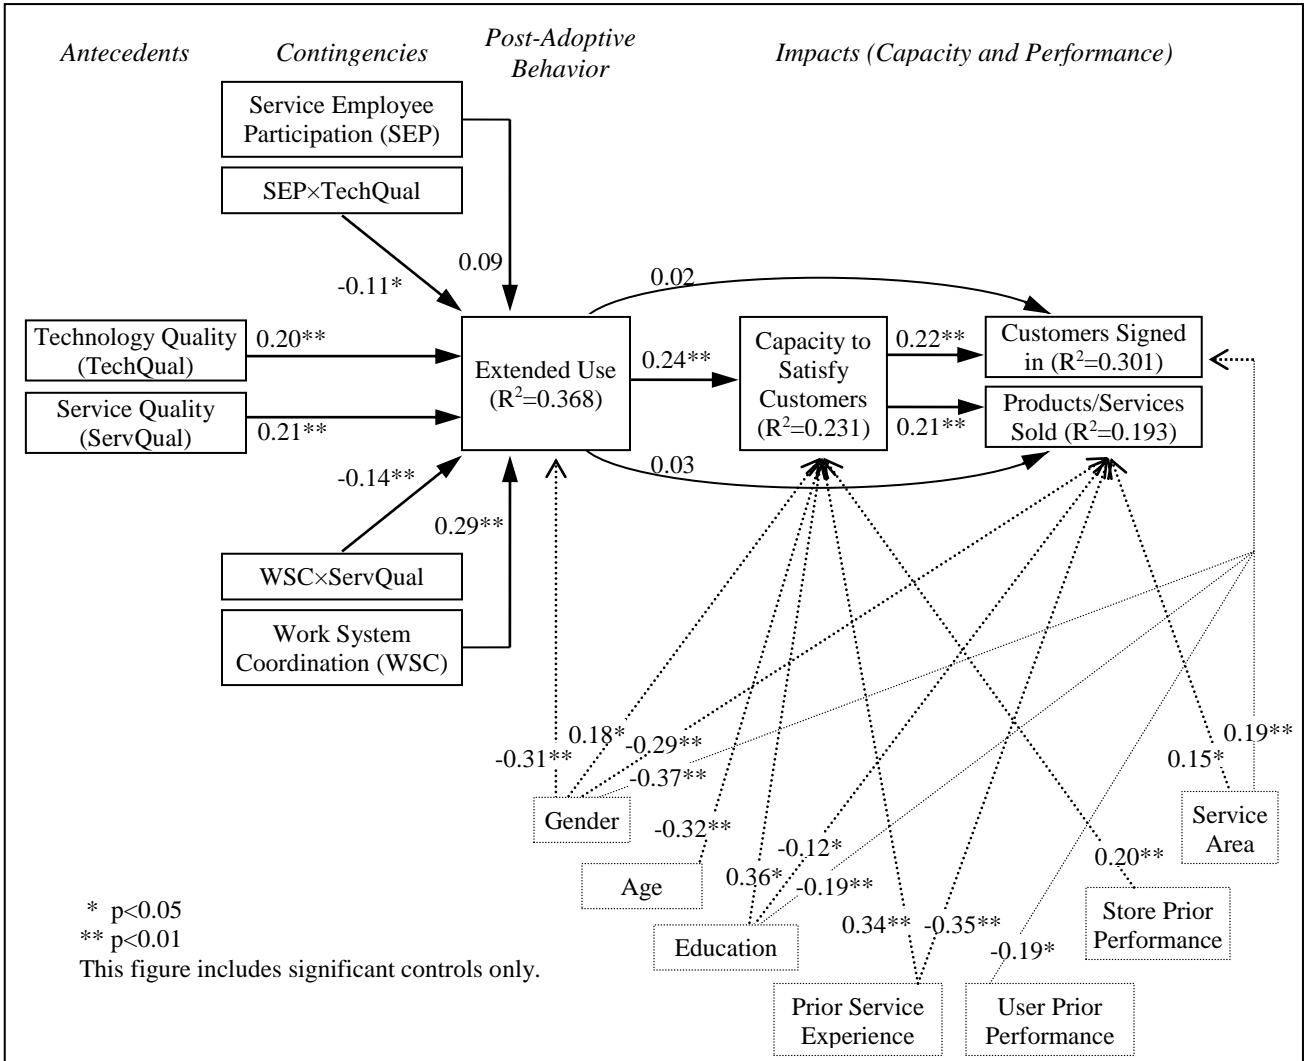 Antecedents
Contingencies
Post-Adoptive
Behavior
Impacts (Capacity and Performance)
Service Employee
Participation (SEP)
SEP×TechQual
0.09
-0.11*
0.02
Technology Quality
(TechQual)
0.20**
Service Quality
(ServQual)
0.21**
Extended Use
(R²=0.368)
0.24**
Capacity to
Satisfy
Customers
(R²=0.231)
0.22**
0.21**
Customers Signed
in (R²=0.301)
Products/Services
Sold (R²=0.193)
0.03
-0.14**
0.29**
WSC×ServQual
Work System
Coordination (WSC)
-0.31**
0.18*
-0.29**
-0.37**
0.19**
0.15*
Gender
Service
Area
-0.32**
-0.12*
0.20**
Age
0.36*
-0.19**
Store Prior
Performance
0.34**
-0.35**
-0.19*
Education
Prior Service
Experience
User Prior
Performance
* p<0.05
** p<0.01
This figure includes significant controls only.